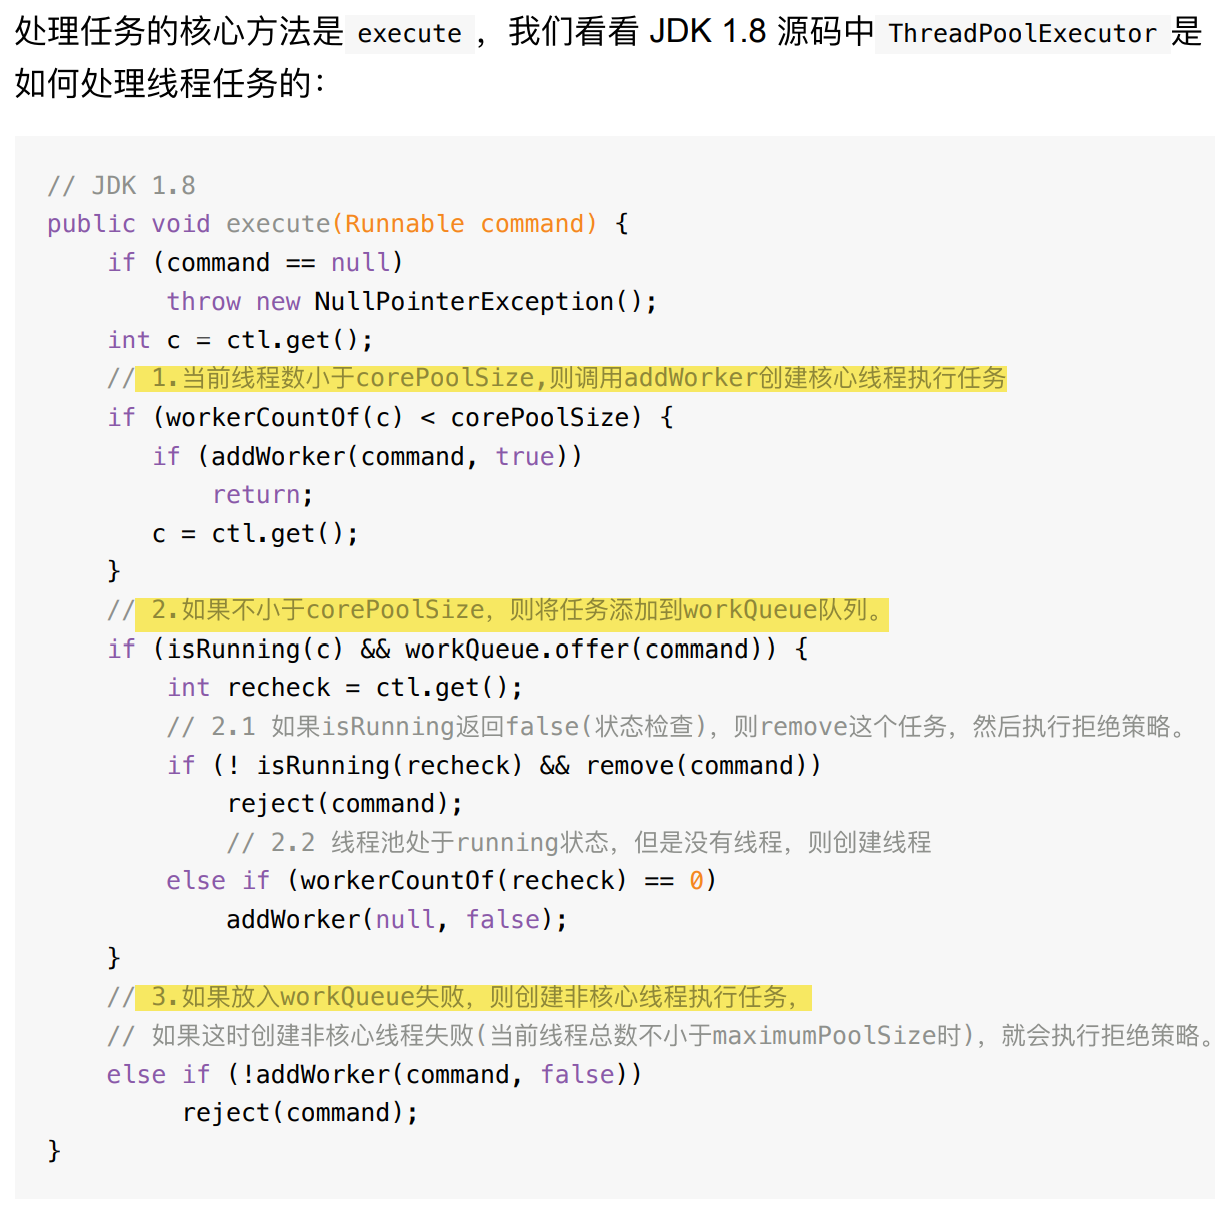 处理任务的核心方法是 execute ，我们看看 JDK 1.8 源码中 ThreadPoolExecutor 是
如何处理线程任务的：
// JDK 1.8
public void execute(Runnable command) {
    if (command == null)
        throw new NullPointerException();
    int c = ctl.get();
    // 1.当前线程数小于corePoolSize,则调用addWorker创建核心线程执行任务
    if (workerCountOf(c) < corePoolSize) {
       if (addWorker(command, true))
           return;
       c = ctl.get();
    }
    // 2.如果不小于corePoolSize，则将任务添加到workQueue队列。
    if (isRunning(c) && workQueue.offer(command)) {
        int recheck = ctl.get();
        // 2.1 如果isRunning返回false(状态检查)，则remove这个任务，然后执行拒绝策略。
        if (! isRunning(recheck) && remove(command))
            reject(command);
            // 2.2 线程池处于running状态，但是没有线程，则创建线程
        else if (workerCountOf(recheck) == 0)
            addWorker(null, false);
    }
    // 3.如果放入workQueue失败，则创建非核心线程执行任务，
    // 如果这时创建非核心线程失败(当前线程总数不小于maximumPoolSize时)，就会执行拒绝策略。
    else if (!addWorker(command, false))
         reject(command);
}